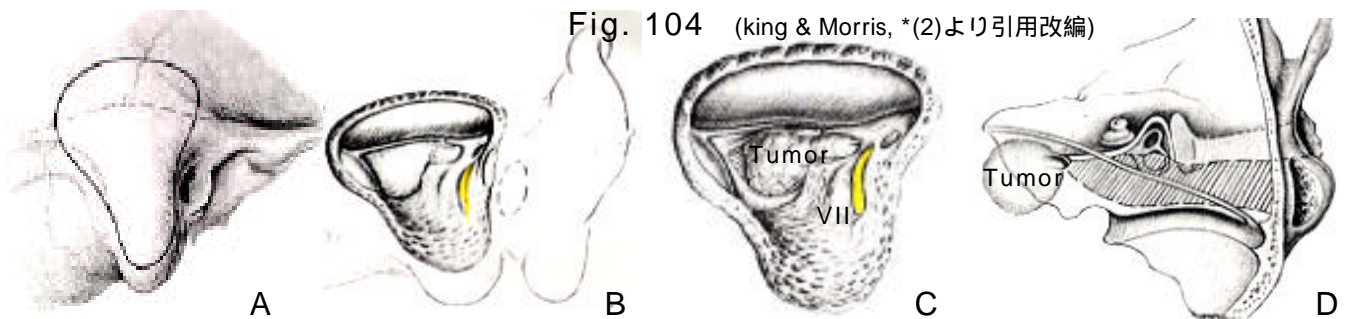 Fig. 104 (king & Morris, *(2)より引用改編)
Tumor
VII
Tumor
A
B
C
D